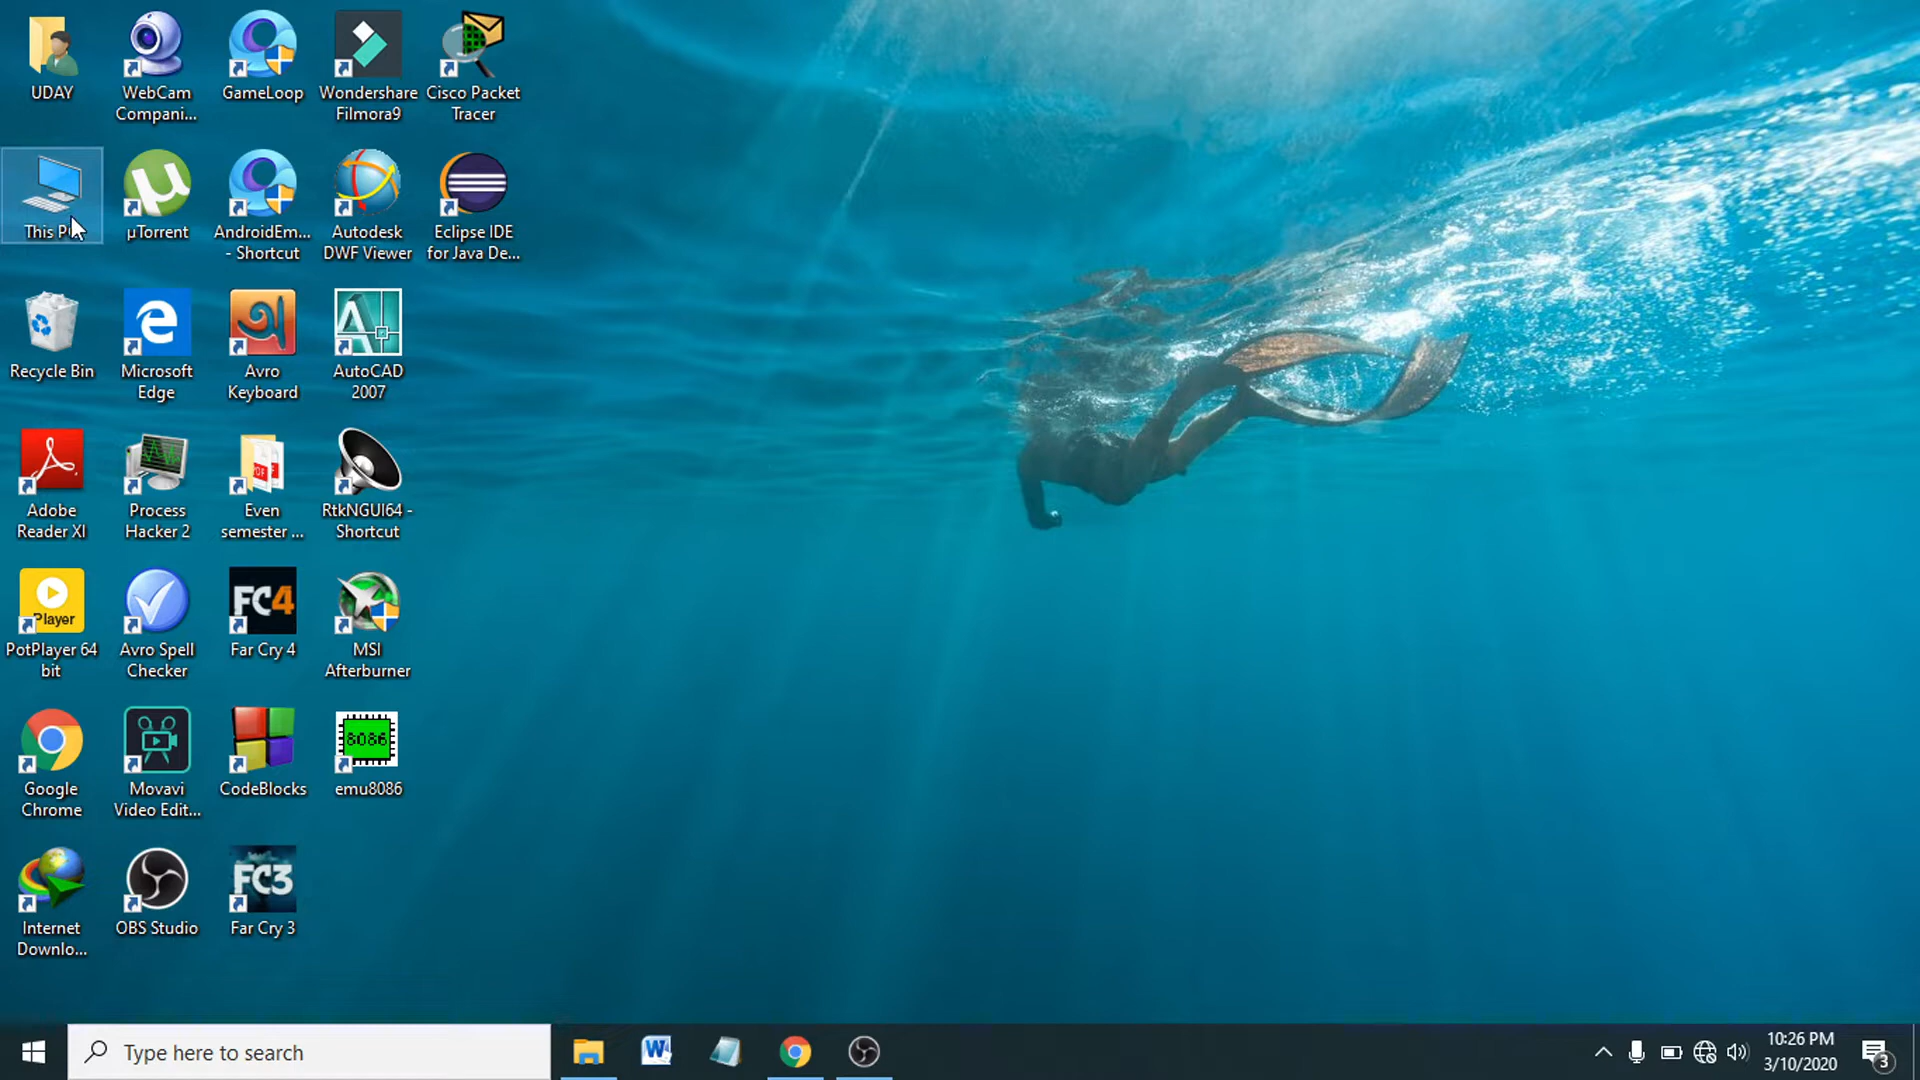 UDAY
WebCam
Compani...
GameLoop
Wondershare
Filmora9
Cisco Packet
Tracer
This
µTorrent
AndroidEm...
- Shortcut
Autodesk
DWF Viewer
Eclipse IDE
for Java De...
Recycle Bin
Microsoft
Edge
Avro
Keyboard
AutoCAD
2007
Adobe
Reader XI
Process
Hacker 2
PDF
Even
semester ...
RtkNGUI64 -
Shortcut
Player
PotPlayer 64
bit
Avro Spell
Checker
FC4
Far Cry 4
MSI
Afterburner
Google
Chrome
Movavi
Video Edit...
CodeBlocks
8086
emu8086
Internet
Downlo...
OBS Studio
FC3
Far Cry 3
Type here to search
10:26 PM
3/10/2020
3